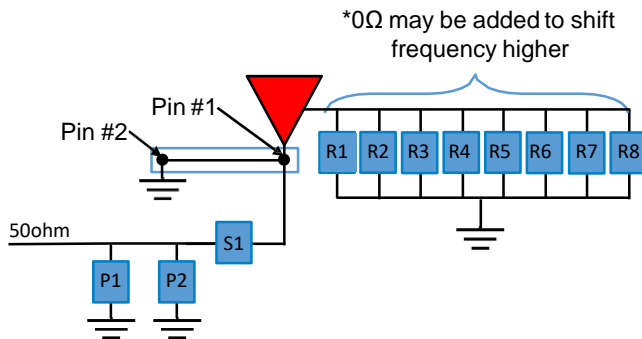 *0Ω may be added to shift
frequency higher
Pin #1
Pin #2
R1 R2 R3 R4 R5 R6 R7 R8
50ohm
S1
P1 P2